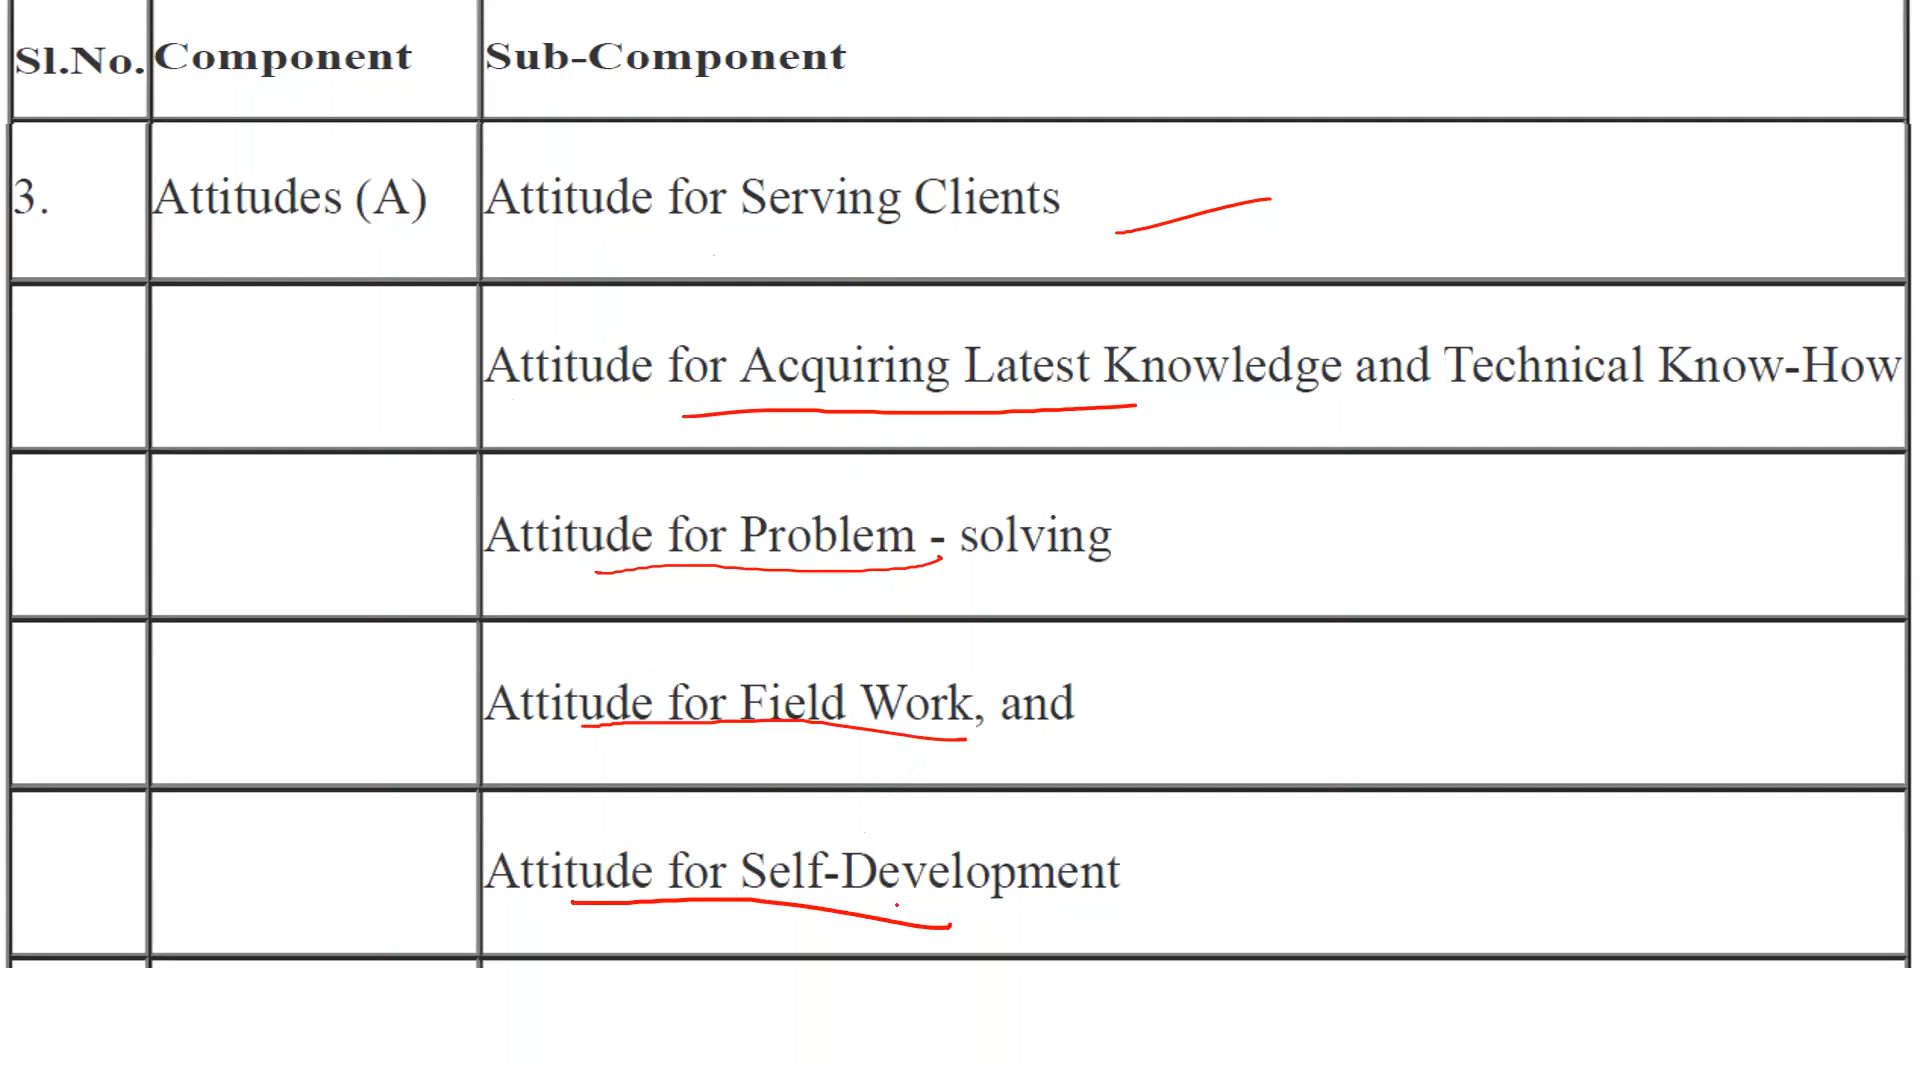 Sl.No. Component Sub-Component
3. Attitudes (A) Attitude for Serving Clients
Attitude for Acquiring Latest Knowledge and Technical Know-How
Attitude for Problem - solving
Attitude for Field Work, and
Attitude for Self-Development